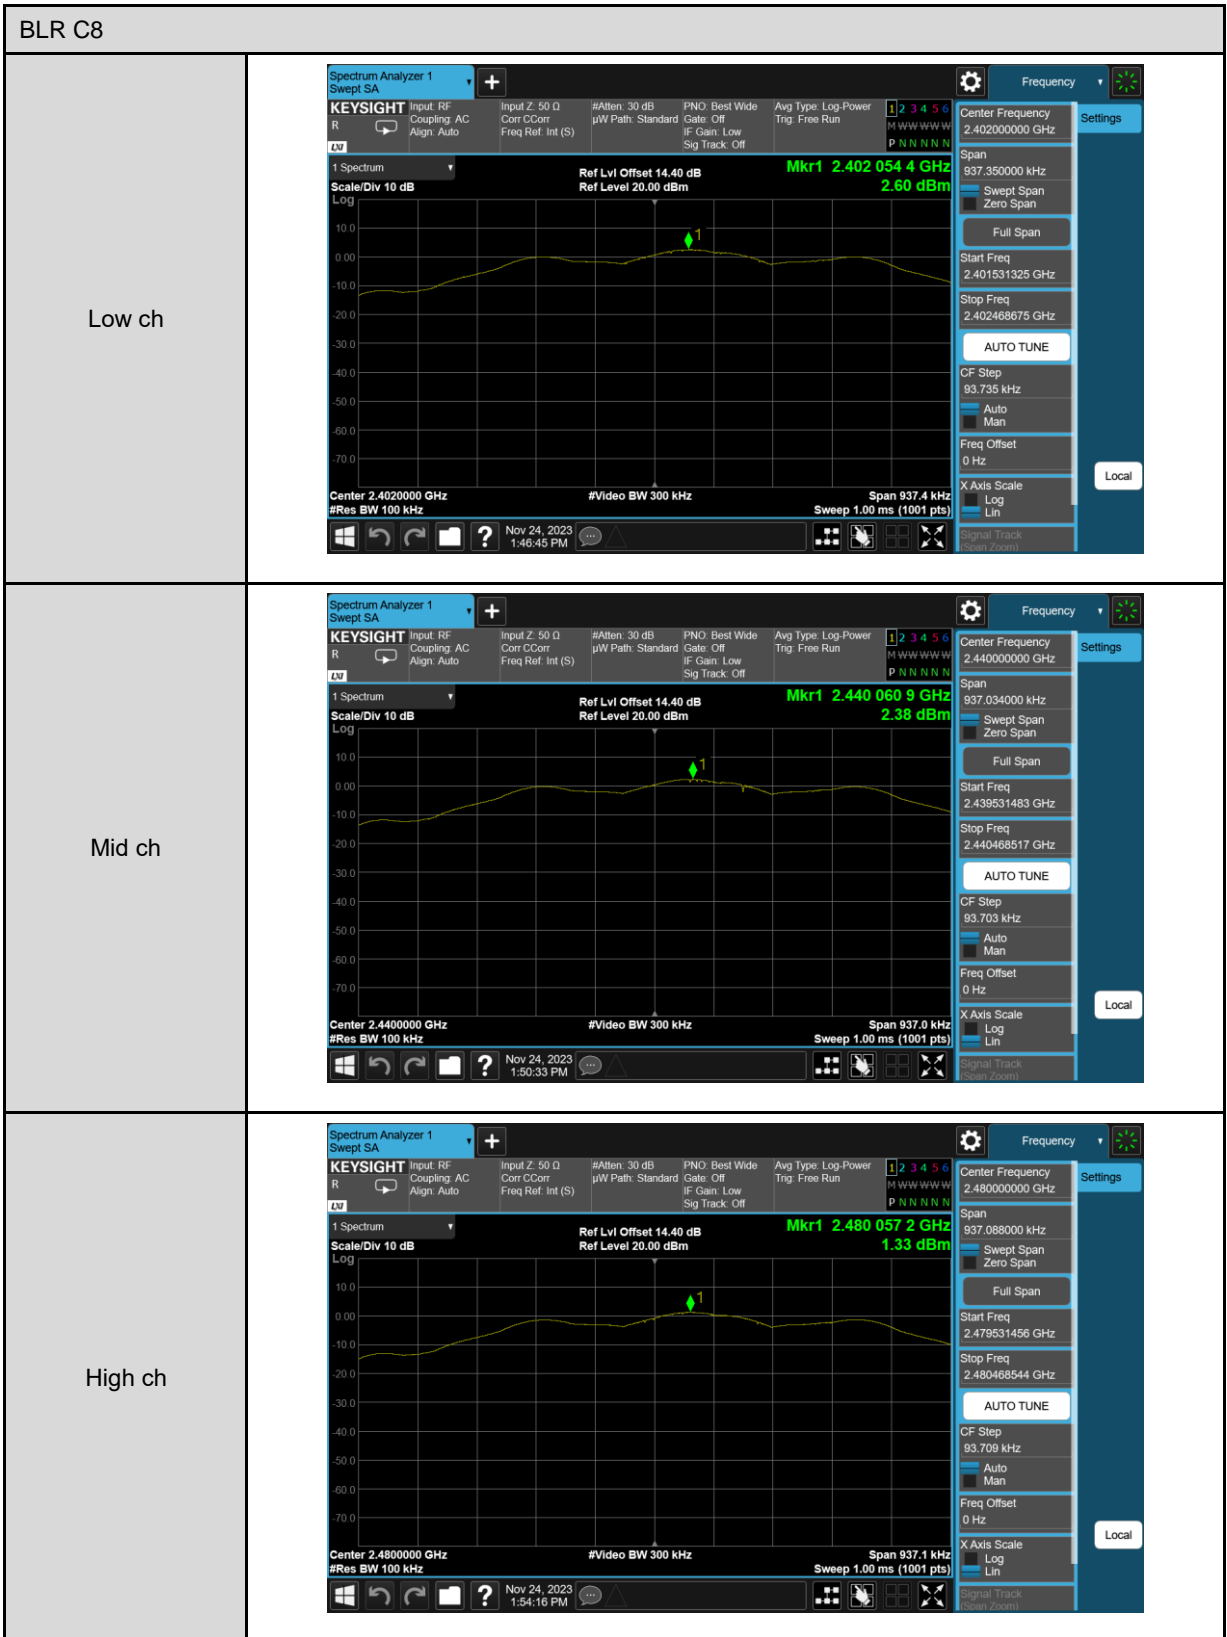 BLR C8
Low ch
Spectrum Analyzer 1
Swept SA
Frequency
KEYSIGHT
R
LXI
Input: RF
Coupling: AC
Align: Auto
Input Z: 50 Ω
Corr CCorr
Freq Ref: Int (S)
#Atten: 30 dB
µW Path: Standard
PNO: Best Wide
Gate: Off
IF Gain: Low
Sig Track: Off
Avg Type: Log-Power
Trig: Free Run
1 2 3 4 5 6
M W W W W W
P N N N N N
Center Frequency
2.402000000 GHz
Settings
1 Spectrum
Scale/Div 10 dB
Log
Ref Lvl Offset 14.40 dB
Ref Level 20.00 dBm
Mkr1 2.402 054 4 GHz
2.60 dBm
Span
937.350000 kHz
Swept Span
Zero Span
Full Span
Start Freq
2.401531325 GHz
Stop Freq
2.402468675 GHz
AUTO TUNE
CF Step
93.735 kHz
Auto
Man
Freq Offset
0 Hz
X Axis Scale
Log
Lin
Signal Track
(Span Zoom)
Local
1
10.0
0.00
-10.0
-20.0
-30.0
-40.0
-50.0
-60.0
-70.0
Center 2.4020000 GHz
#Res BW 100 kHz
#Video BW 300 kHz
Span 937.4 kHz
Sweep 1.00 ms (1001 pts)
?
Nov 24, 2023
1:46:45 PM
Mid ch
Spectrum Analyzer 1
Swept SA
Frequency
KEYSIGHT
R
LXI
Input: RF
Coupling: AC
Align: Auto
Input Z: 50 Ω
Corr CCorr
Freq Ref: Int (S)
#Atten: 30 dB
µW Path: Standard
PNO: Best Wide
Gate: Off
IF Gain: Low
Sig Track: Off
Avg Type: Log-Power
Trig: Free Run
1 2 3 4 5 6
M W W W W W
P N N N N N
Center Frequency
2.440000000 GHz
Settings
1 Spectrum
Scale/Div 10 dB
Log
Ref Lvl Offset 14.40 dB
Ref Level 20.00 dBm
Mkr1 2.440 060 9 GHz
2.38 dBm
Span
937.034000 kHz
Swept Span
Zero Span
Full Span
Start Freq
2.439531483 GHz
Stop Freq
2.440468517 GHz
AUTO TUNE
CF Step
93.703 kHz
Auto
Man
Freq Offset
0 Hz
X Axis Scale
Log
Lin
Signal Track
(Span Zoom)
Local
1
10.0
0.00
-10.0
-20.0
-30.0
-40.0
-50.0
-60.0
-70.0
Center 2.4400000 GHz
#Res BW 100 kHz
#Video BW 300 kHz
Span 937.0 kHz
Sweep 1.00 ms (1001 pts)
?
Nov 24, 2023
1:50:33 PM
High ch
Spectrum Analyzer 1
Swept SA
Frequency
KEYSIGHT
R
LXI
Input: RF
Coupling: AC
Align: Auto
Input Z: 50 Ω
Corr CCorr
Freq Ref: Int (S)
#Atten: 30 dB
µW Path: Standard
PNO: Best Wide
Gate: Off
IF Gain: Low
Sig Track: Off
Avg Type: Log-Power
Trig: Free Run
1 2 3 4 5 6
M W W W W W
P N N N N N
Center Frequency
2.480000000 GHz
Settings
1 Spectrum
Scale/Div 10 dB
Log
Ref Lvl Offset 14.40 dB
Ref Level 20.00 dBm
Mkr1 2.480 057 2 GHz
1.33 dBm
Span
937.088000 kHz
Swept Span
Zero Span
Full Span
Start Freq
2.479531456 GHz
Stop Freq
2.480468544 GHz
AUTO TUNE
CF Step
93.709 kHz
Auto
Man
Freq Offset
0 Hz
X Axis Scale
Log
Lin
Signal Track
(Span Zoom)
Local
1
10.0
0.00
-10.0
-20.0
-30.0
-40.0
-50.0
-60.0
-70.0
Center 2.4800000 GHz
#Res BW 100 kHz
#Video BW 300 kHz
Span 937.1 kHz
Sweep 1.00 ms (1001 pts)
?
Nov 24, 2023
1:54:16 PM